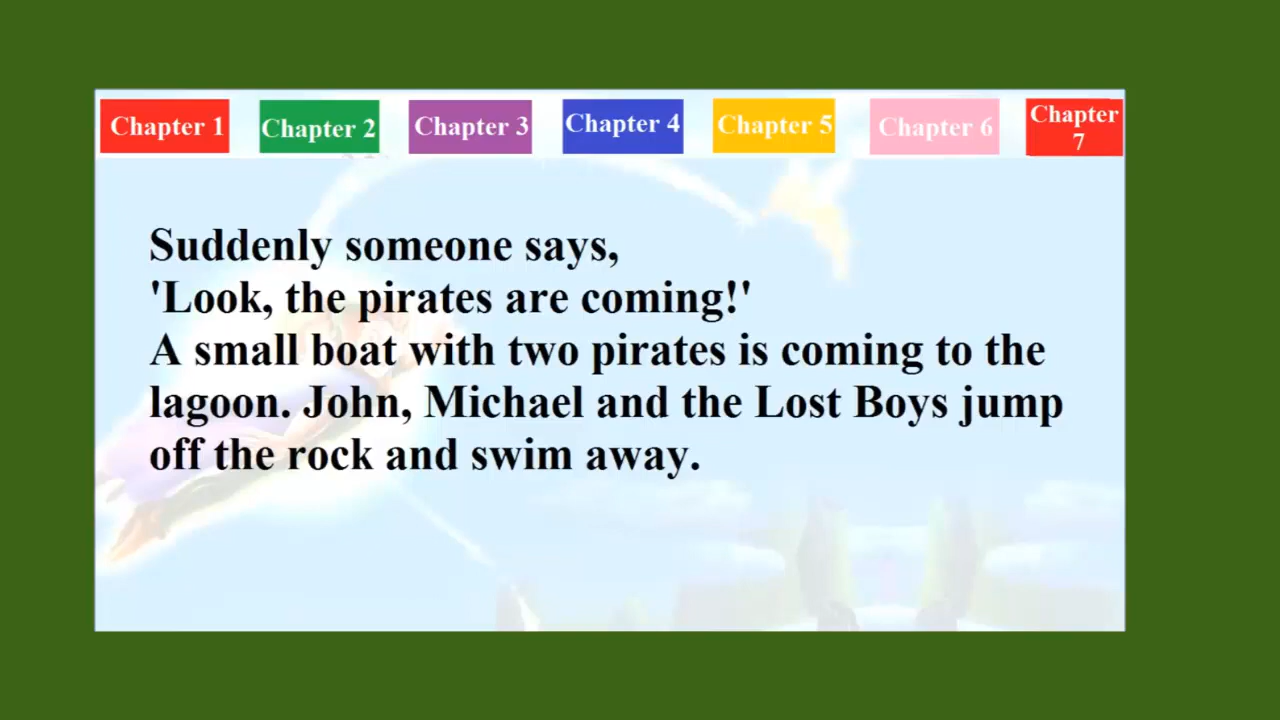 Chapter 1
Chapter 2
Chapter 3
Chapter 4
Chapter 5
Chapter 6
Chapter
7
Suddenly someone says,
'Look, the pirates are coming!'
A small boat with two pirates is coming to the
lagoon. John, Michael and the Lost Boys jump
off the rock and swim away.